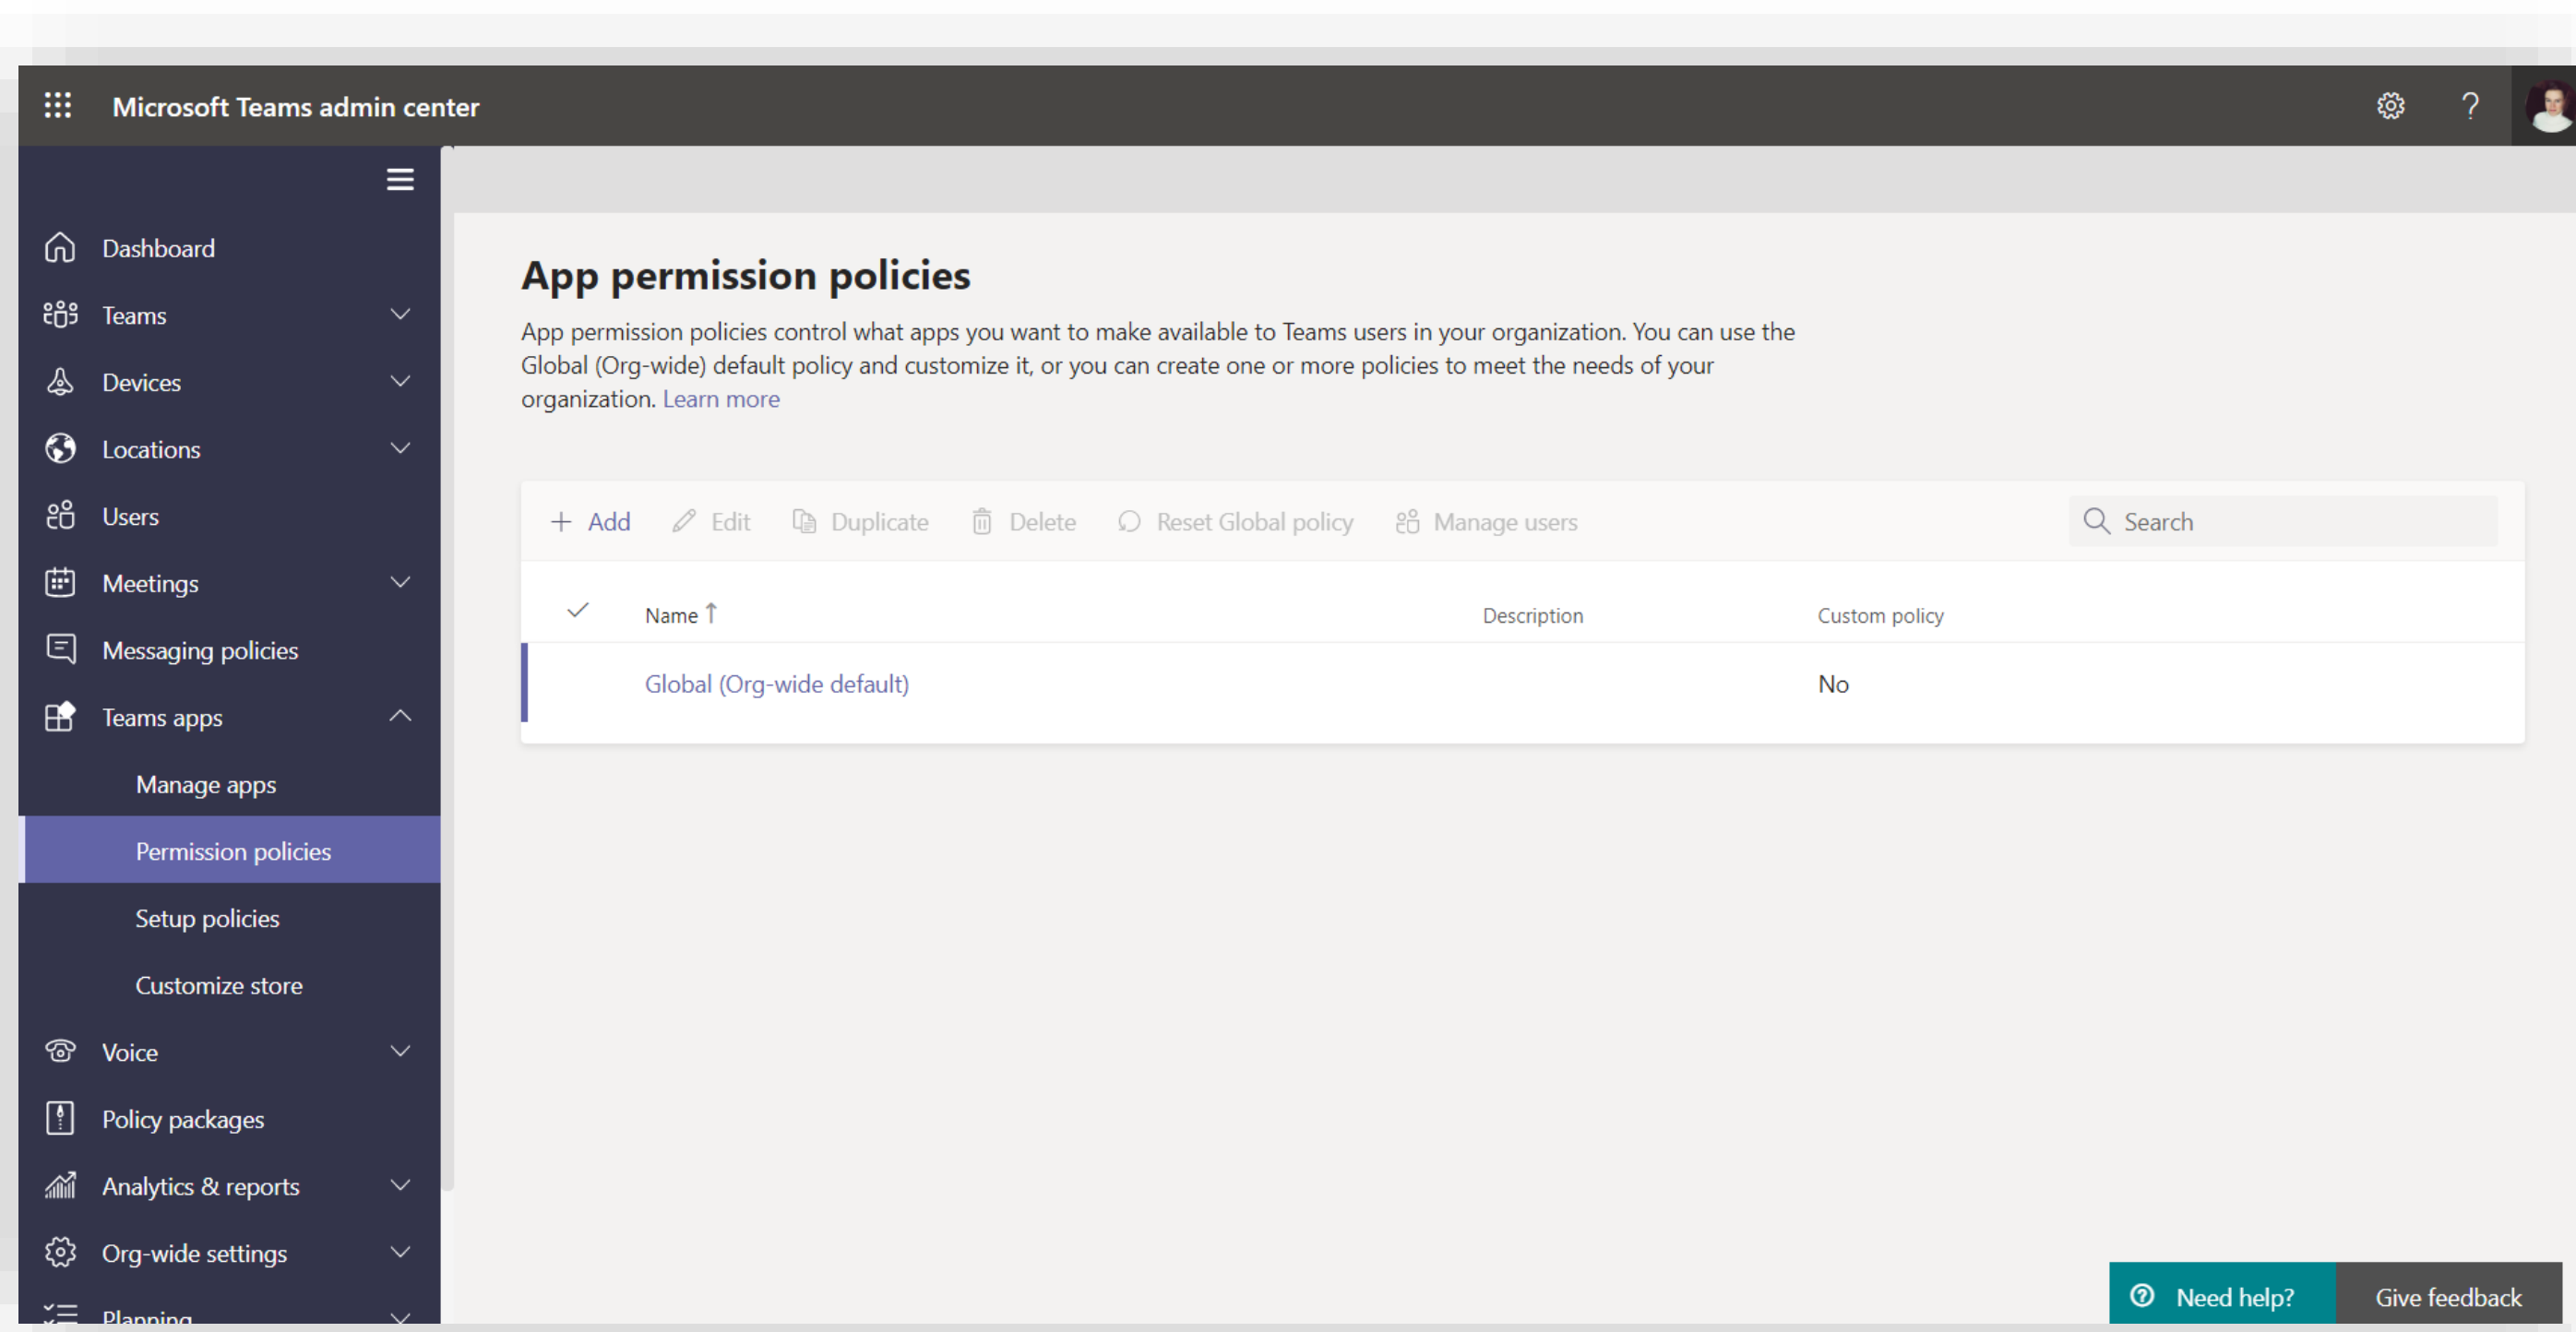 Microsoft Teams admin center
?
Dashboard
Teams
Devices
Locations
Users
Meetings
Messaging policies
Teams apps
Manage apps
Permission policies
Setup policies
Customize store
Voice
Policy packages
Analytics & reports
Org-wide settings
Planning
App permission policies
App permission policies control what apps you want to make available to Teams users in your organization. You can use the
Global (Org-wide) default policy and customize it, or you can create one or more policies to meet the needs of your
organization. Learn more
+ Add Edit Duplicate Delete Reset Global policy Manage users Search
Name ↑ Description Custom policy
Global (Org-wide default) No
Need help? Give feedback